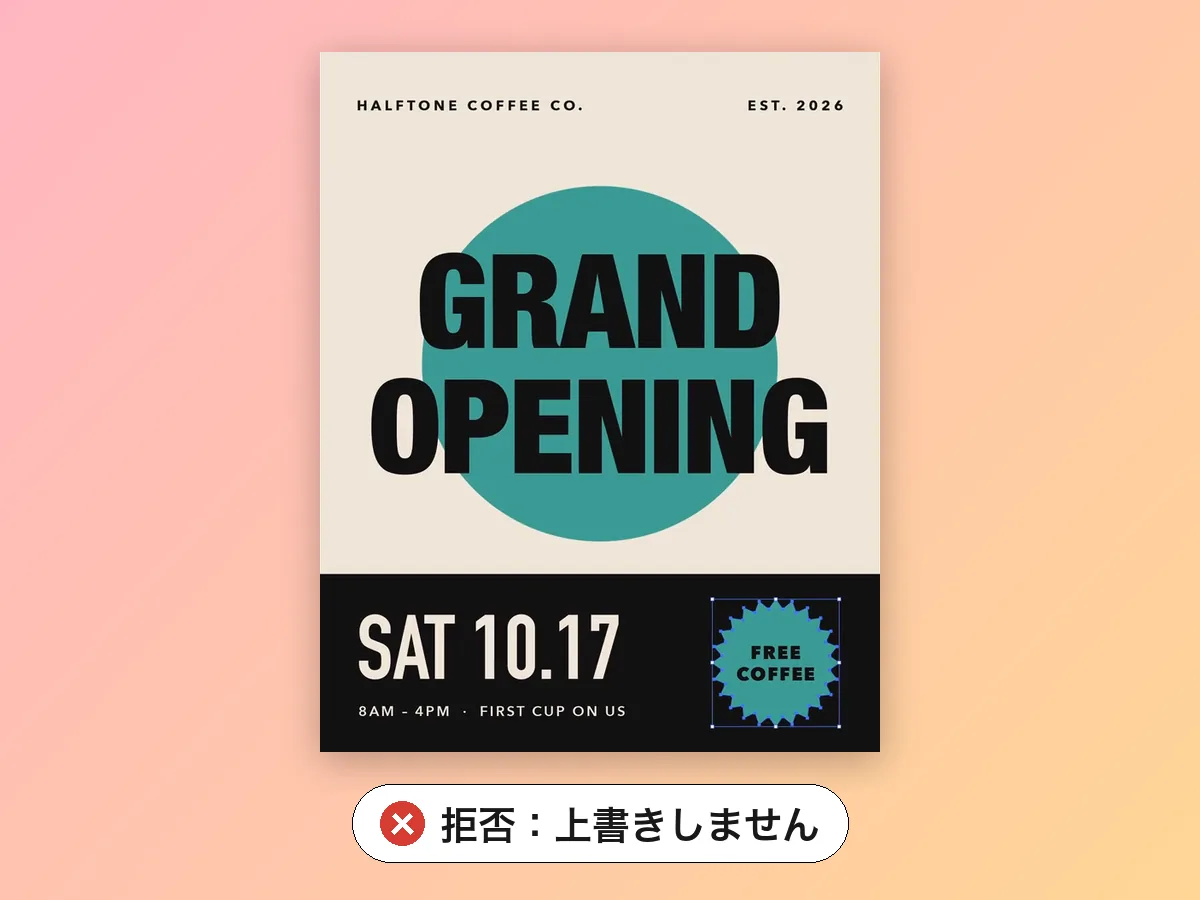 HALFTONE COFFEE CO.
EST. 2026
GRAND
OPENING
SAT 10.17
8AM – 4PM · FIRST CUP ON US
FREE
COFFEE
拒否：上書きしません